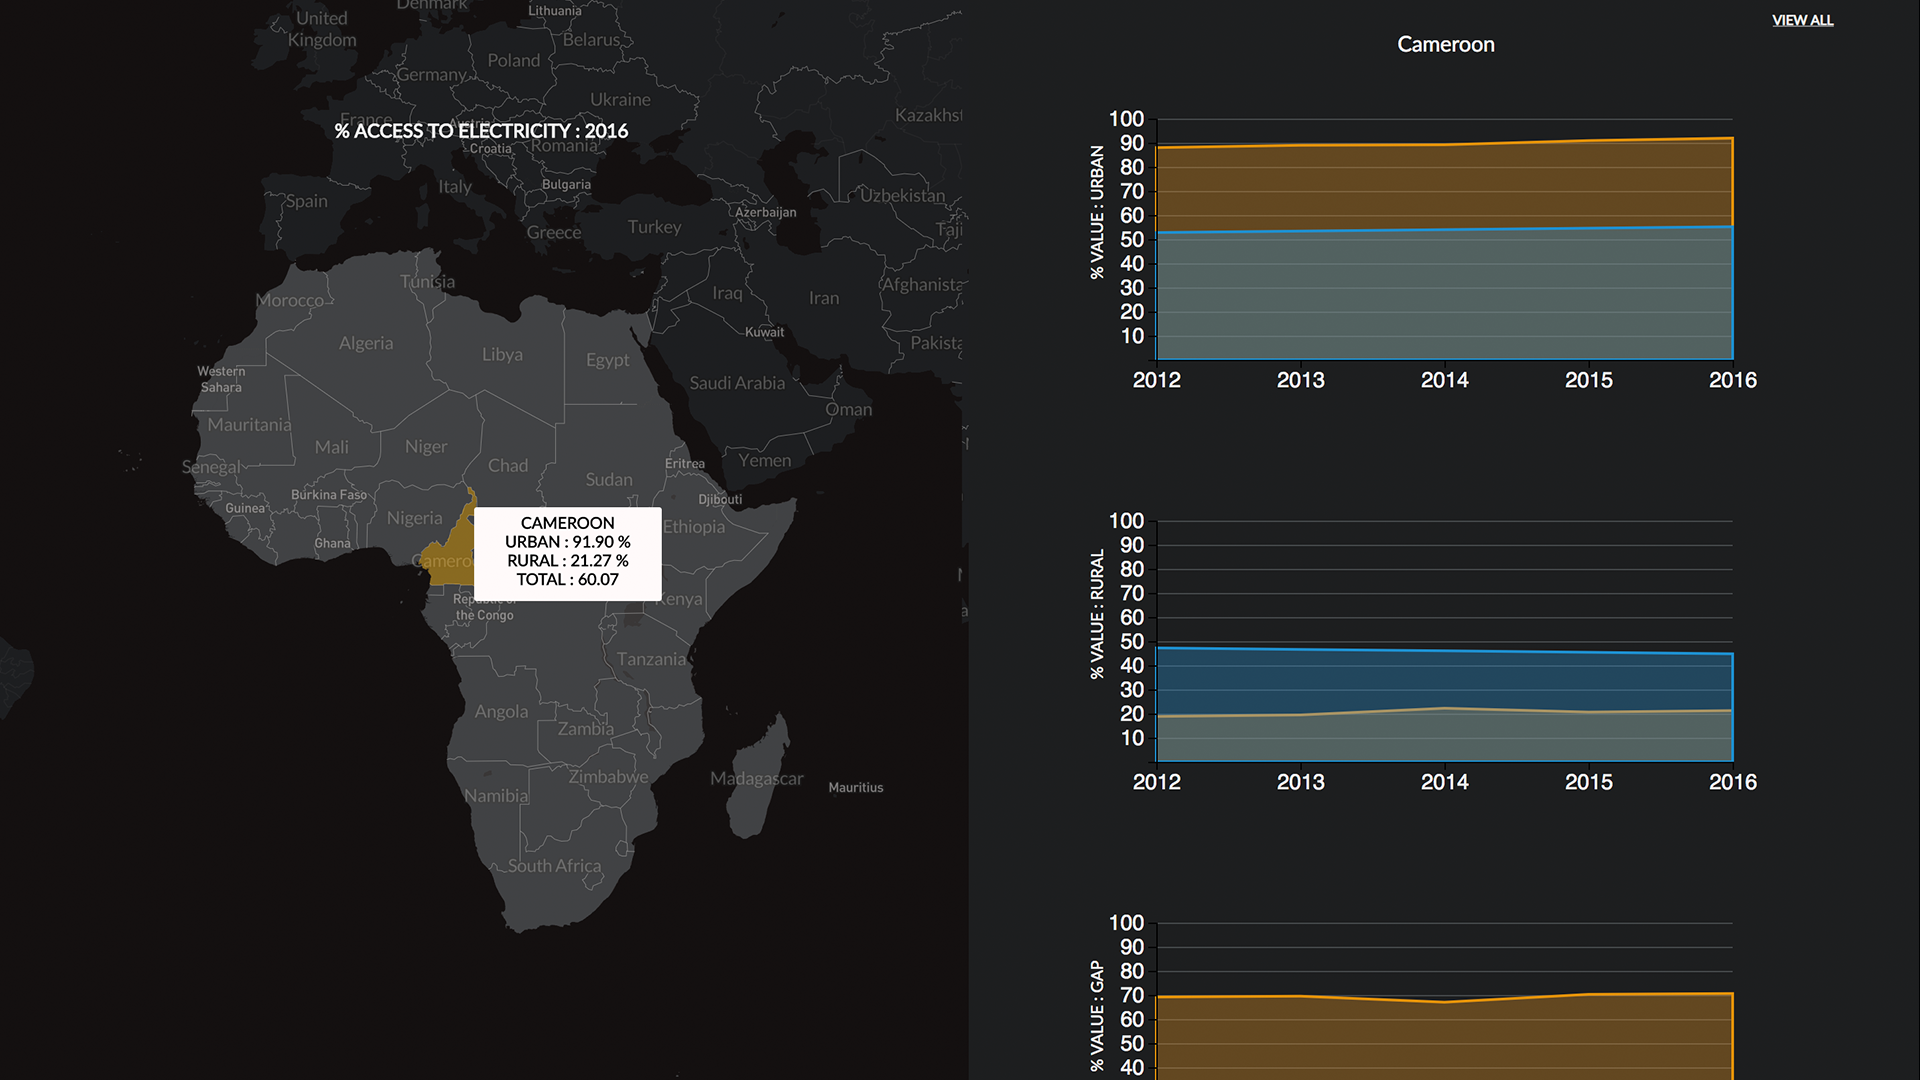 Denmark
Lithuania
United
Kingdom
Belarus
Poland
Germany
Ukraine
Kazakhst
France
Austria
% ACCESS TO ELECTRICITY : 2016
Croatia
Romania
Italy
Bulgaria
Spain
Uzbekistan
Azerbaijan
Greece
Turkey
Taji
Tunisia
Morocco
Iraq
Iran
Afghanista
Kuwait
Algeria
Libya
Egypt
Pakista
Western
Sahara
Saudi Arabia
Oman
Mauritania
Mali
Niger
Chad
Senegal
Sudan
Eritrea
Yemen
Burkina Faso
Djibouti
Guinea
Nigeria
Ethiopia
Ghana
Cameroo
CAMEROON
URBAN : 91.90 %
RURAL : 21.27 %
TOTAL : 60.07
Republic of
the Congo
Kenya
Tanzania
Angola
Zambia
Zimbabwe
Madagascar
Mauritius
Namibia
South Africa
VIEW ALL
Cameroon
% VALUE : URBAN
100
90
80
70
60
50
40
30
20
10
2012 2013 2014 2015 2016
% VALUE : RURAL
100
90
80
70
60
50
40
30
20
10
2012 2013 2014 2015 2016
% VALUE : GAP
100
90
80
70
60
50
40